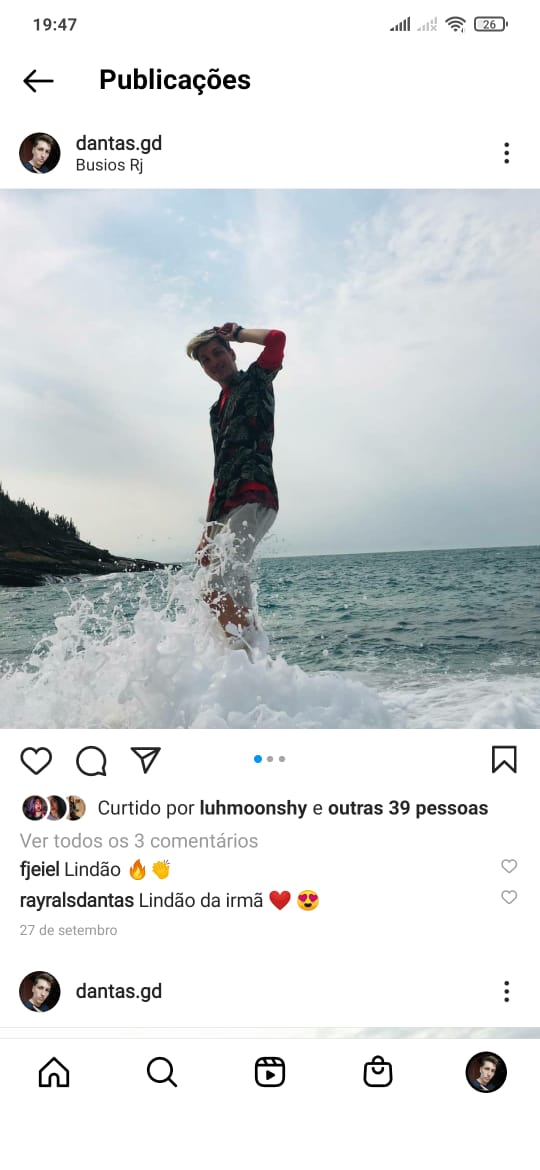 19:47
26
Publicações
dantas.gd
Busios Rj
Curtido por luhmoonshy e outras 39 pessoas
Ver todos os 3 comentários
fjeiel Lindão 🔥👏
rayralsdantas Lindão da irmã ❤️😍
27 de setembro
dantas.gd